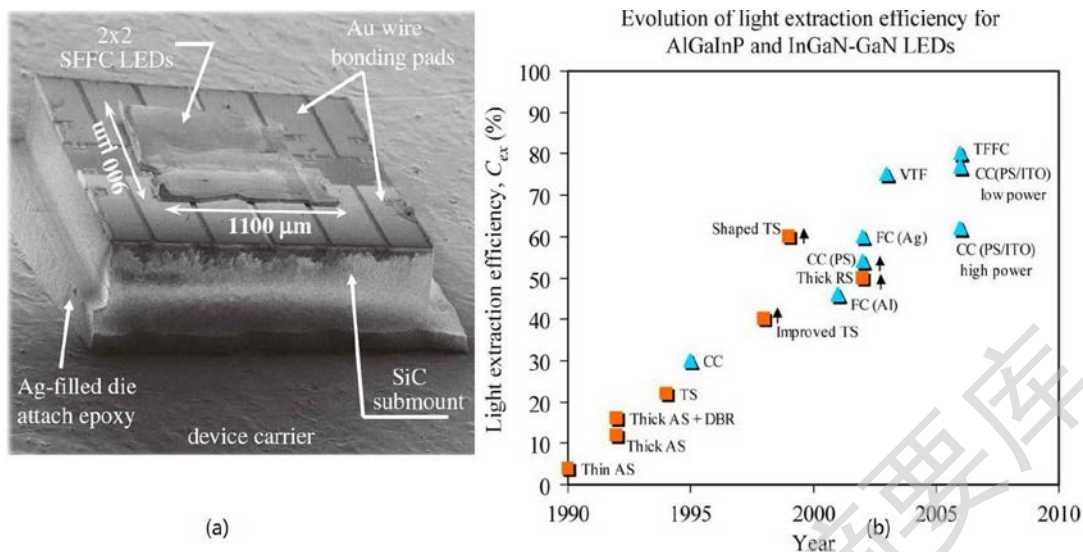 2x2
SFFC LEDs
Au wire
bonding pads
900 μm
1100 μm
Ag-filled die
attach epoxy
SiC
submount
device carrier
(a)
Evolution of light extraction efficiency for
AlGaInP and InGaN-GaN LEDs
Light extraction efficiency, Cex (%)
100
90
80
70
60
50
40
30
20
10
0
TFFC
CC(PS/ITO)
low power
VTF
Shaped TS
FC (Ag)
CC (PS/ITO)
high power
CC (PS)
Thick RS
FC (Al)
Improved TS
CC
TS
Thick AS + DBR
Thick AS
Thin AS
1990
1995
2000
2005
2010
(b)
Year
要库